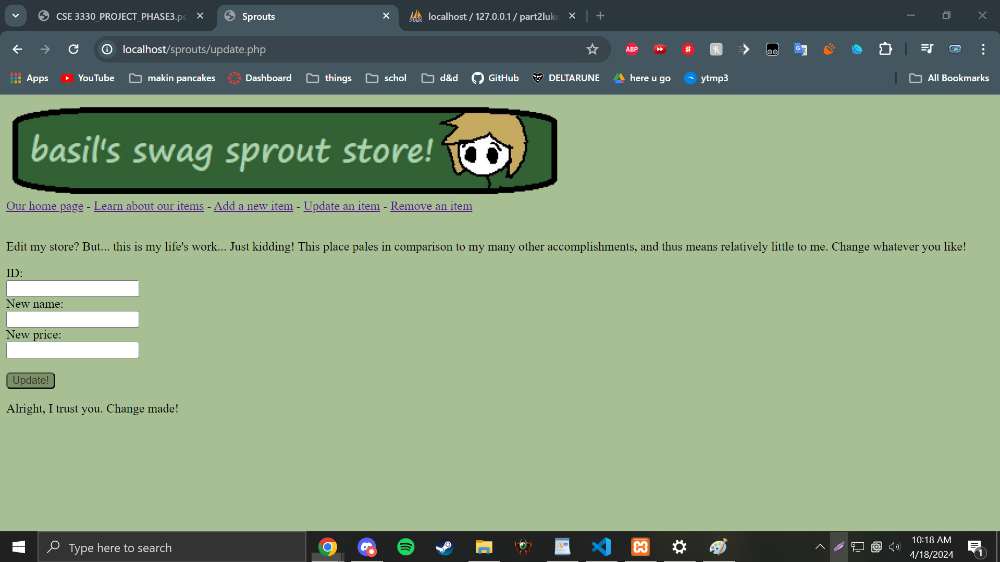 CSE 3330_PROJECT_PHASE3.pd
Sprouts
localhost / 127.0.0.1 / part2luke
localhost/sprouts/update.php
ABP
Apps
YouTube
makin pancakes
Dashboard
things
schol
d&d
GitHub
DELTARUNE
here u go
ytmp3
All Bookmarks
basil's swag sprout store!
Our home page - Learn about our items - Add a new item - Update an item - Remove an item
Edit my store? But... this is my life's work... Just kidding! This place pales in comparison to my many other accomplishments, and thus means relatively little to me. Change whatever you like!
ID:
New name:
New price:
Update!
Alright, I trust you. Change made!
Type here to search
10:18 AM
4/18/2024
1